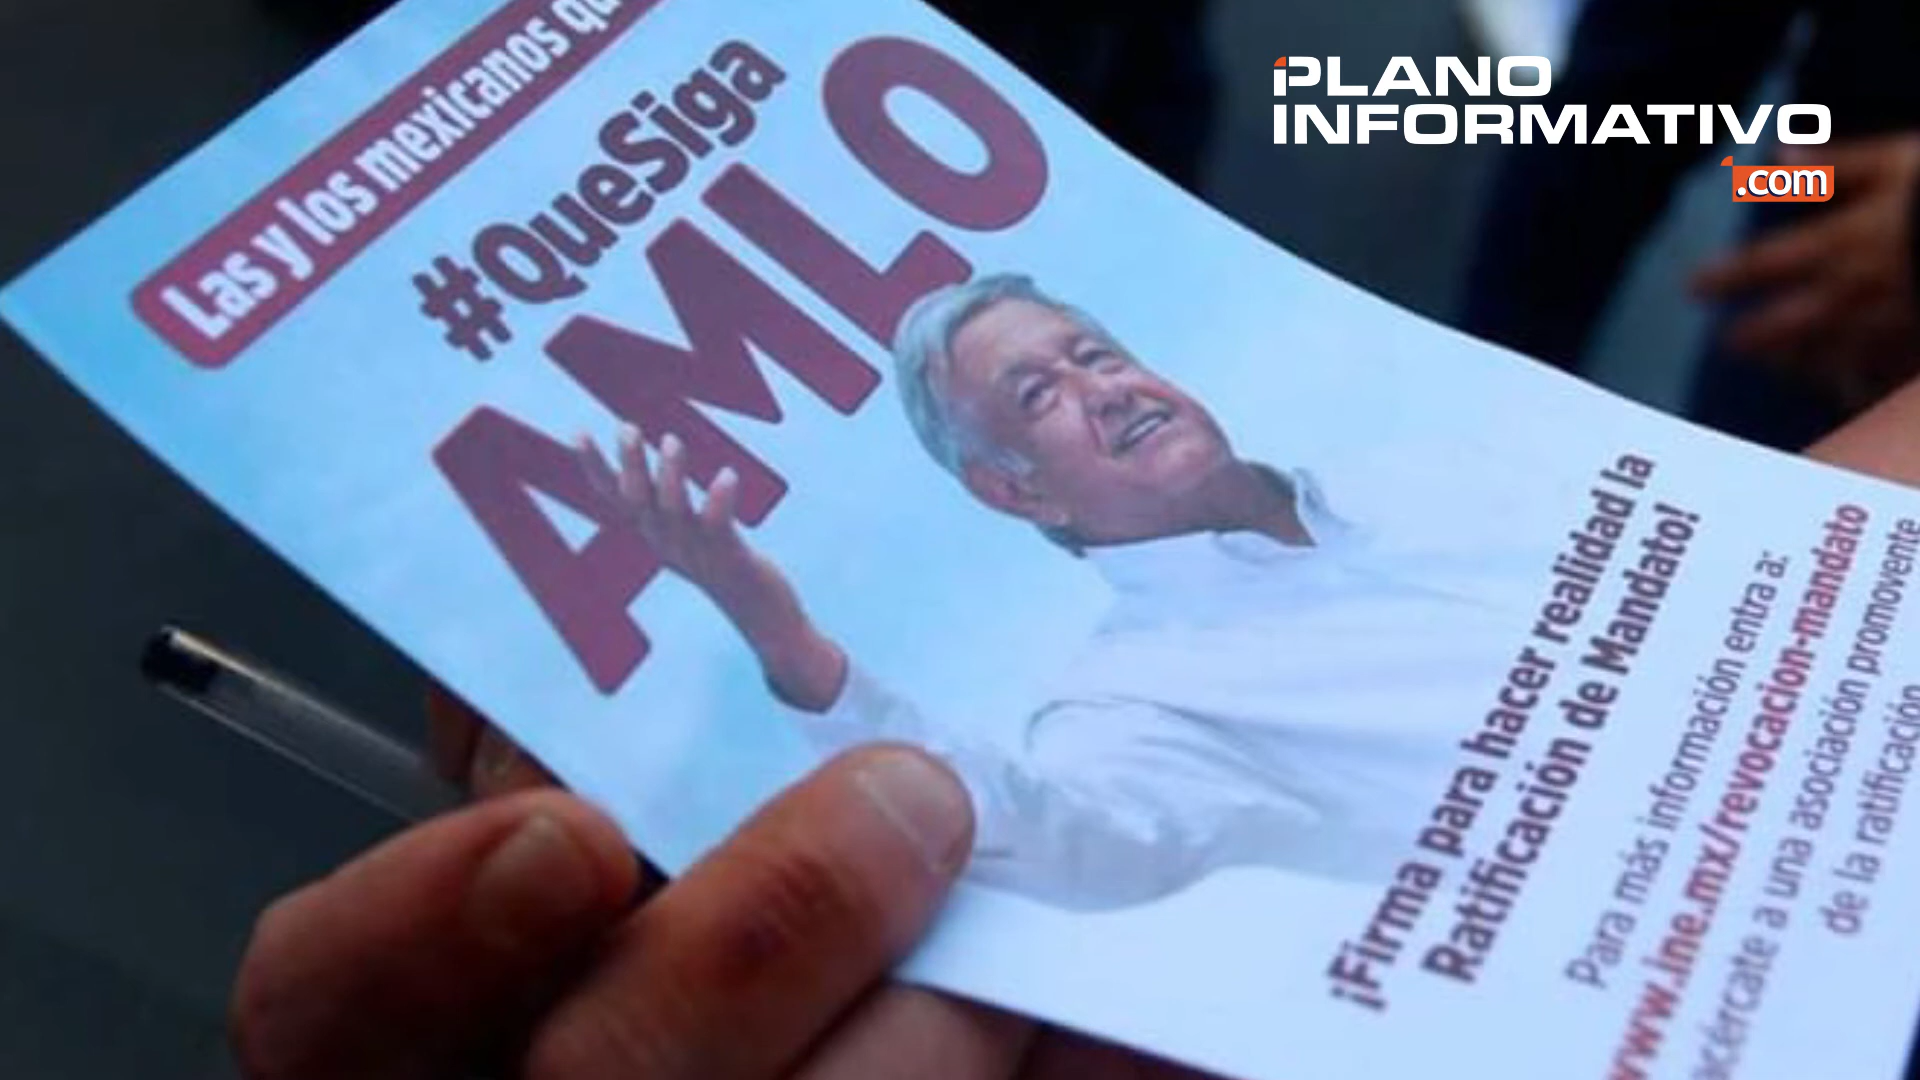 PLANO
INFORMATIVO
.com
Las y los mexicanos
#QueSiga
AMLO
¡Firma para hacer realidad la
Ratificación de Mandato!
Para más información entra a:
www.ine.mx/revocacion-mandato
acércate a una asociación promovente
de la ratificación